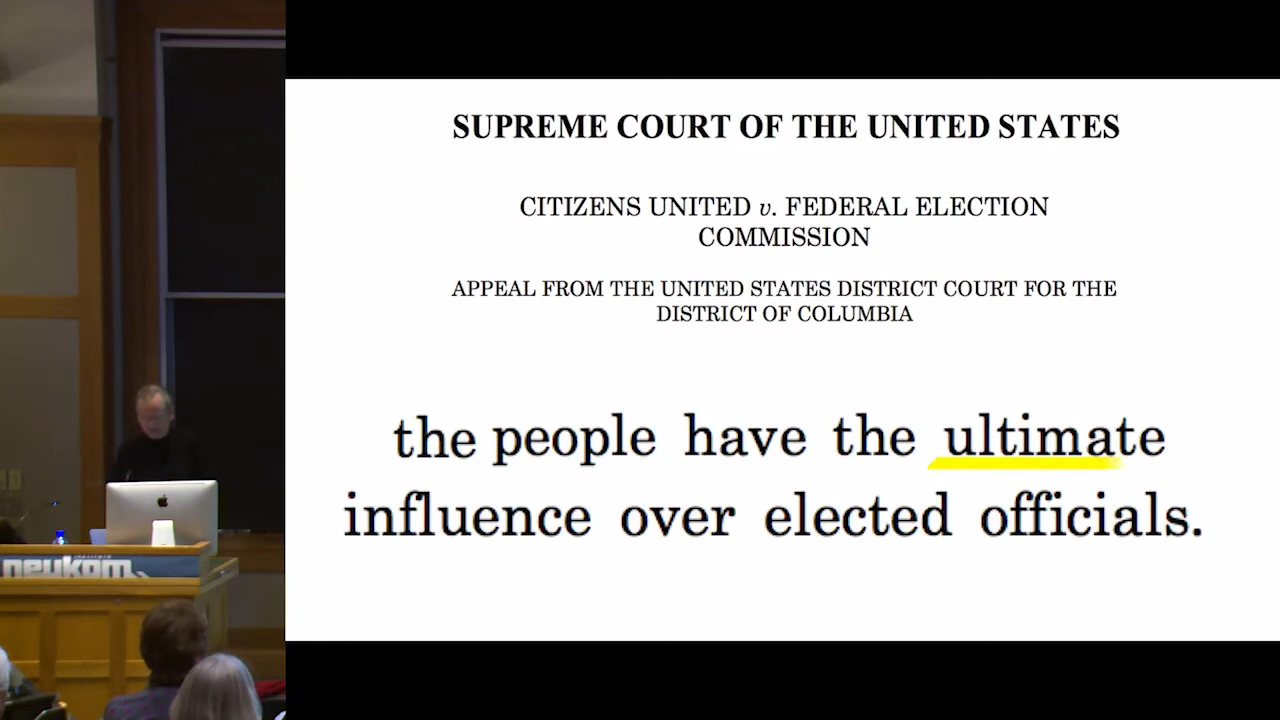 SUPREME COURT OF THE UNITED STATES
CITIZENS UNITED v. FEDERAL ELECTION
COMMISSION
APPEAL FROM THE UNITED STATES DISTRICT COURT FOR THE
DISTRICT OF COLUMBIA
the people have the ultimate
influence over elected officials.
institute
neukom